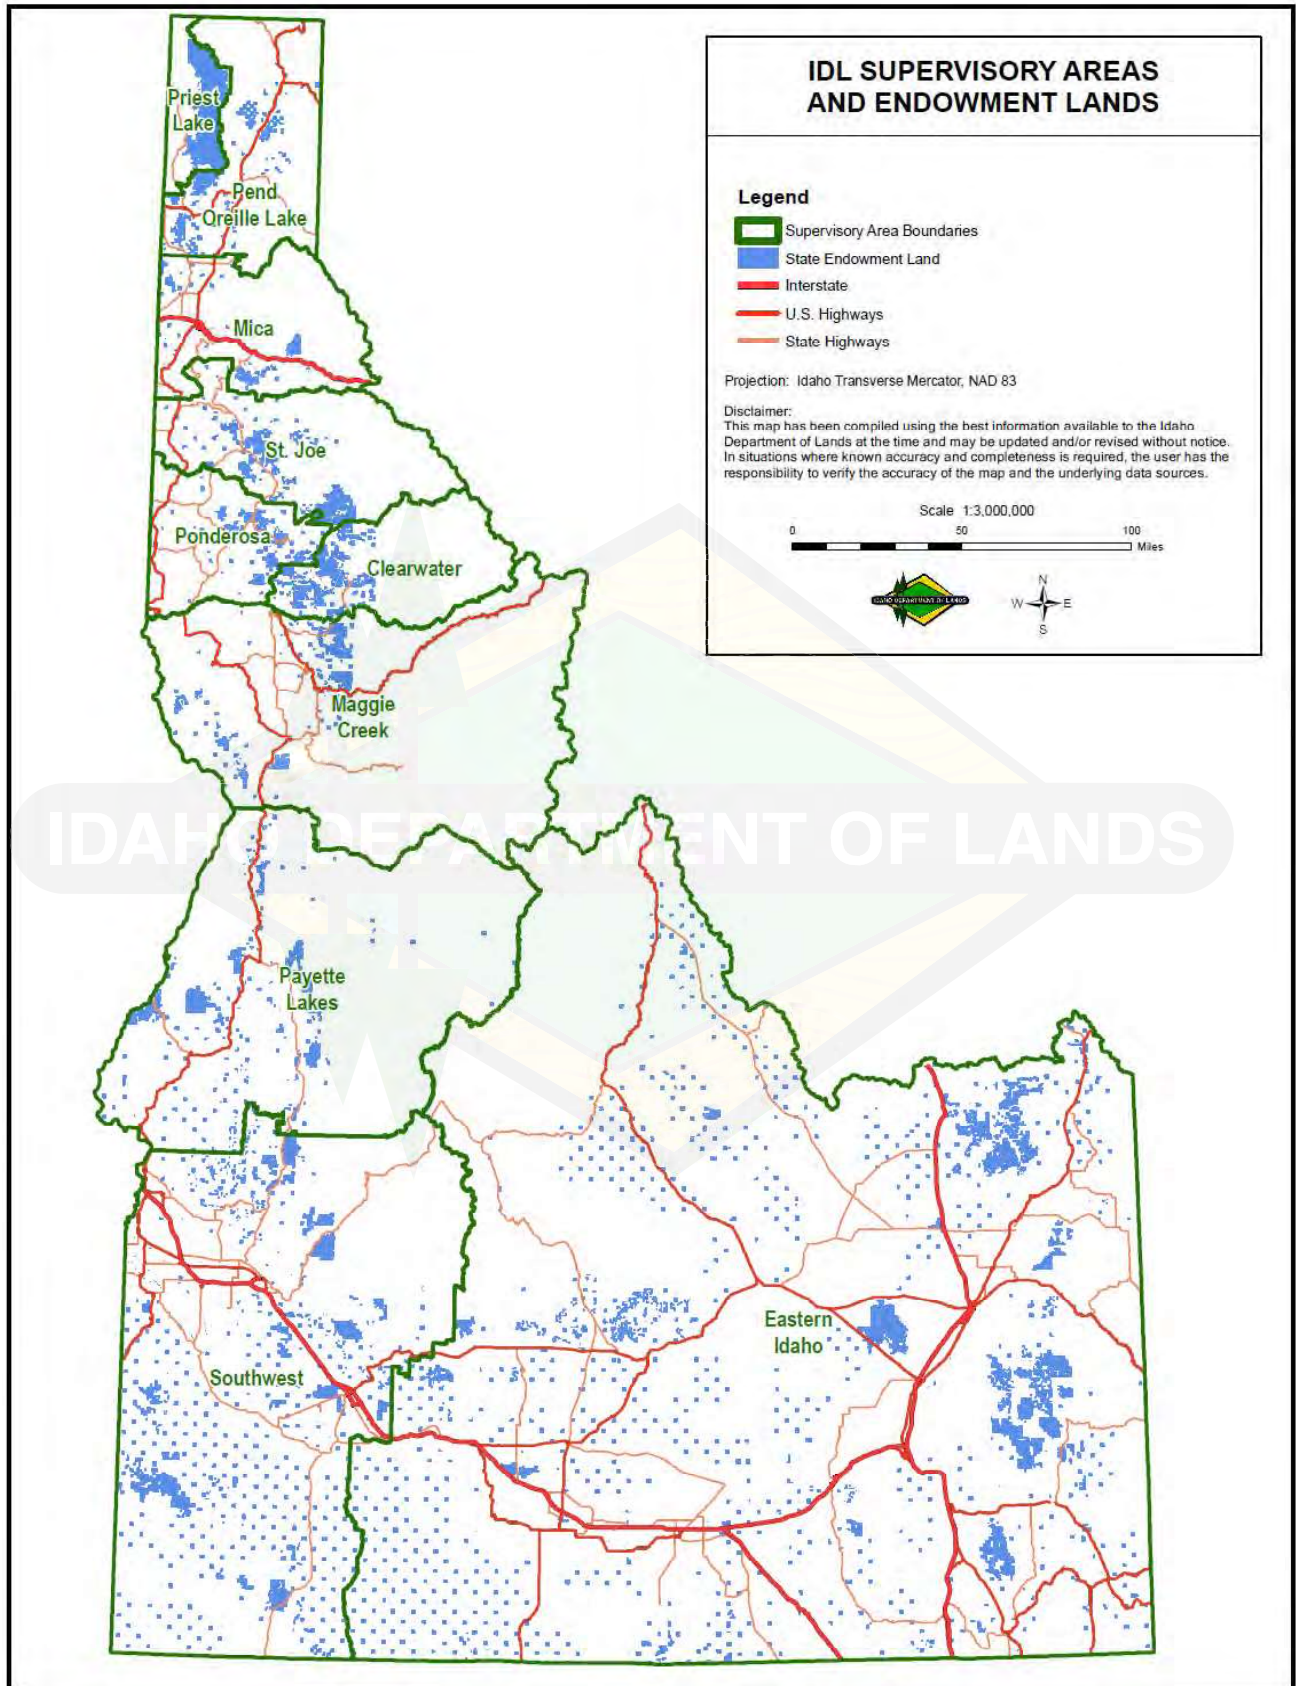 IDL SUPERVISORY AREAS
AND ENDOWMENT LANDS
Legend
Supervisory Area Boundaries
State Endowment Land
Interstate
U.S. Highways
State Highways
Projection: Idaho Transverse Mercator, NAD 83
Disclaimer:
This map has been compiled using the best information available to the Idaho
Department of Lands at the time and may be updated and/or revised without notice.
In situations where known accuracy and completeness is required, the user has the
responsibility to verify the accuracy of the map and the underlying data sources.
Scale 1:3,000,000
0 50 100
Miles
IDAHO DEPARTMENT OF LANDS
N
W E
S
Priest
Lake
Pend
Oreille Lake
Mica
St. Joe
Ponderosa
Clearwater
Maggie
Creek
IDAHO DEPARTMENT OF LANDS
Payette
Lakes
Eastern
Idaho
Southwest